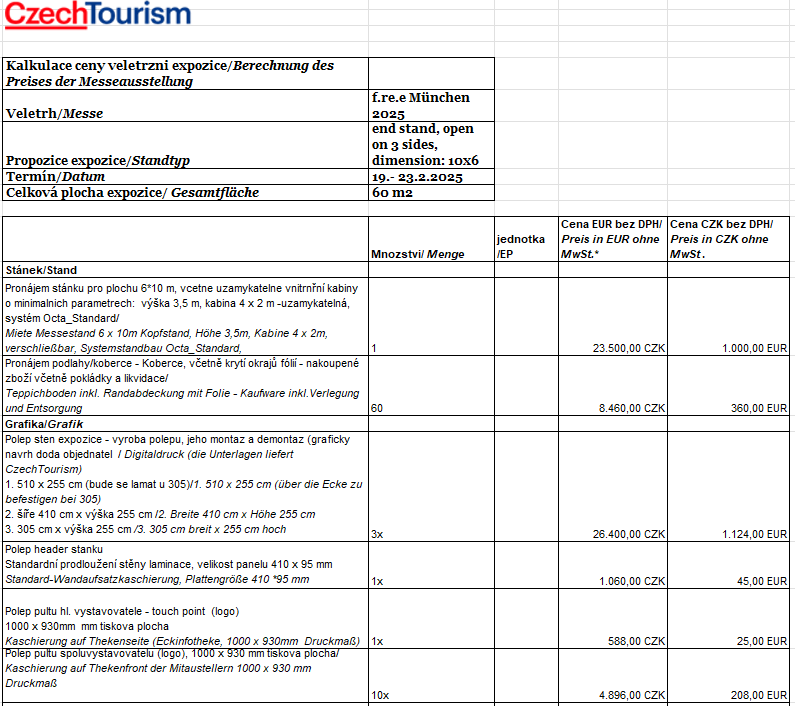 CzechTourism
Kalkulace ceny veletrzni expozice/Berechnung des
Preises der Messeausstellung
Veletrh/Messe
f.re.e München
2025
Propozice expozice/Standtyp
end stand, open
on 3 sides,
dimension: 10x6
Termín/Datum
19.- 23.2.2025
Celková plocha expozice/ Gesamtfläche
60 m2
Mnozstvi/ Menge
jednotka
/EP
Cena EUR bez DPH/
Preis in EUR ohne
MwSt.*
Cena CZK bez DPH/
Preis in CZK ohne
MwSt.
Stánek/Stand
Pronájem stánku pro plochu 6*10 m, vcetne uzamykatelne vnitrnřní kabiny
o minimalnich parametrech:  výška 3,5 m, kabina 4 x 2 m -uzamykatelná,
systém Octa_Standard/
Miete Messestand 6 x 10m Kopfstand, Höhe 3,5m, Kabine 4 x 2m,
verschließbar, Systemstandbau Octa_Standard,
1
23.500,00 CZK
1.000,00 EUR
Pronájem podlahy/koberce - Koberce, včetně krytí okrajů fólií - nakoupené
zboží včetně pokládky a likvidace/
Teppichboden inkl. Randabdeckung mit Folie - Kaufware inkl.Verlegung
und Entsorgung
60
8.460,00 CZK
360,00 EUR
Grafika/Grafik
Polep sten expozice - vyroba polepu, jeho montaz a demontaz (graficky
navrh doda objednatel  / Digitaldruck (die Unterlagen liefert
CzechTourism)
1. 510 x 255 cm (bude se lamat u 305)/1. 510 x 255 cm (über die Ecke zu
befestigen bei 305)
2. šíře 410 cm x výška 255 cm /2. Breite 410 cm x Höhe 255 cm
3. 305 cm x výška 255 cm /3. 305 cm breit x 255 cm hoch
3x
26.400,00 CZK
1.124,00 EUR
Polep header stanku
Standardní prodloužení stěny laminace, velikost panelu 410 x 95 mm
Standard-Wandaufsatzkaschierung, Plattengröße 410 *95 mm
1x
1.060,00 CZK
45,00 EUR
Polep pultu hl. vystavovatele - touch point  (logo)
1000 x 930mm  mm tiskova plocha
Kaschierung auf Thekenseite (Eckinfotheke, 1000 x 930mm  Druckmaß)
1x
588,00 CZK
25,00 EUR
Polep pultu spoluvystavovatelu (logo), 1000 x 930 mm tiskova plocha/
Kaschierung auf Thekenfront der Mitaustellern 1000 x 930 mm
Druckmaß
10x
4.896,00 CZK
208,00 EUR